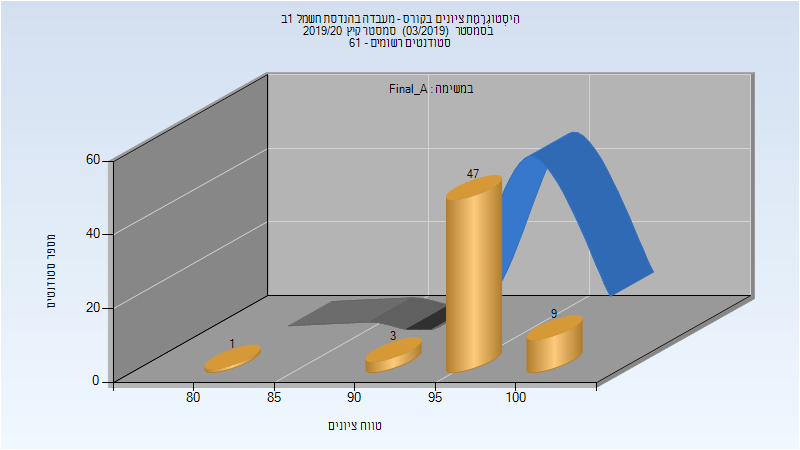 היסטוגרמת ציונים בקורס - מעבדה בהנדסת חשמל 1ב
בסמסטר (03/2019) סמסטר קיץ 2019/20
סטודנטים רשומים - 61
במשימה : Final_A
60
40
20
0
מספר סטודנטים
1
3
47
9
80
85
90
95
100
טווח ציונים